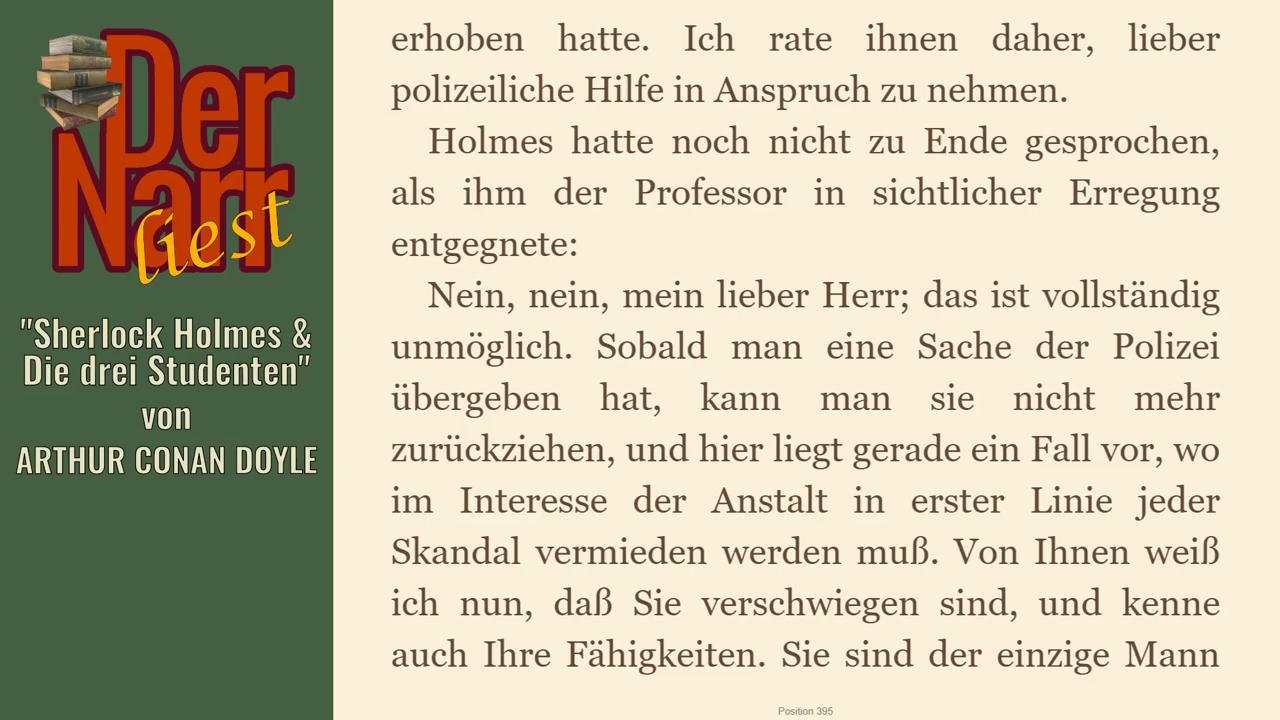 Der
Narr
liest
"Sherlock Holmes &
Die drei Studenten"
von
ARTHUR CONAN DOYLE
erhoben hatte. Ich rate ihnen daher, lieber
polizeiliche Hilfe in Anspruch zu nehmen.
Holmes hatte noch nicht zu Ende gesprochen,
als ihm der Professor in sichtlicher Erregung
entgegnete:
Nein, nein, mein lieber Herr; das ist vollständig
unmöglich. Sobald man eine Sache der Polizei
übergeben hat, kann man sie nicht mehr
zurückziehen, und hier liegt gerade ein Fall vor, wo
im Interesse der Anstalt in erster Linie jeder
Skandal vermieden werden muß. Von Ihnen weiß
ich nun, daß Sie verschwiegen sind, und kenne
auch Ihre Fähigkeiten. Sie sind der einzige Mann
Position 395